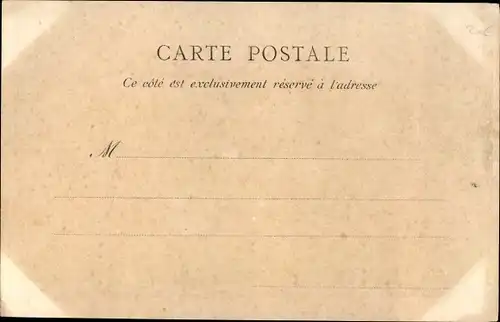 CARTE POSTALE
Ce côté est exclusivement réservé à l'adresse
M